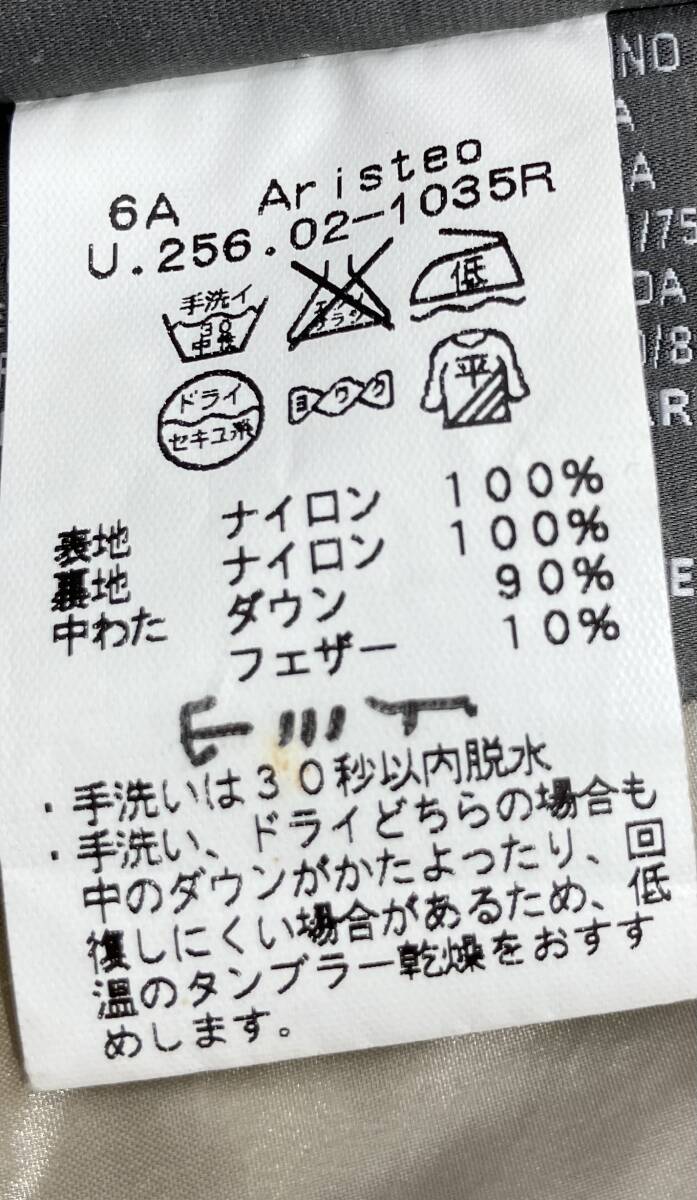 6A Aristeo
U.256.02-1035R
手洗イ
30
中性
低
ドライ
セキユ系
ヨワク
平
表地 ナイロン 100%
裏地 ナイロン 100%
中わた ダウン 90%
フェザー 10%
・手洗いは30秒以内脱水
・手洗い、ドライどちらの場合も
中のダウンがかたよったり、回
復しにくい場合があるため、低
温のタンブラー乾燥をおすす
めします。
NO
A
A
/75
0A
/8
AR
E